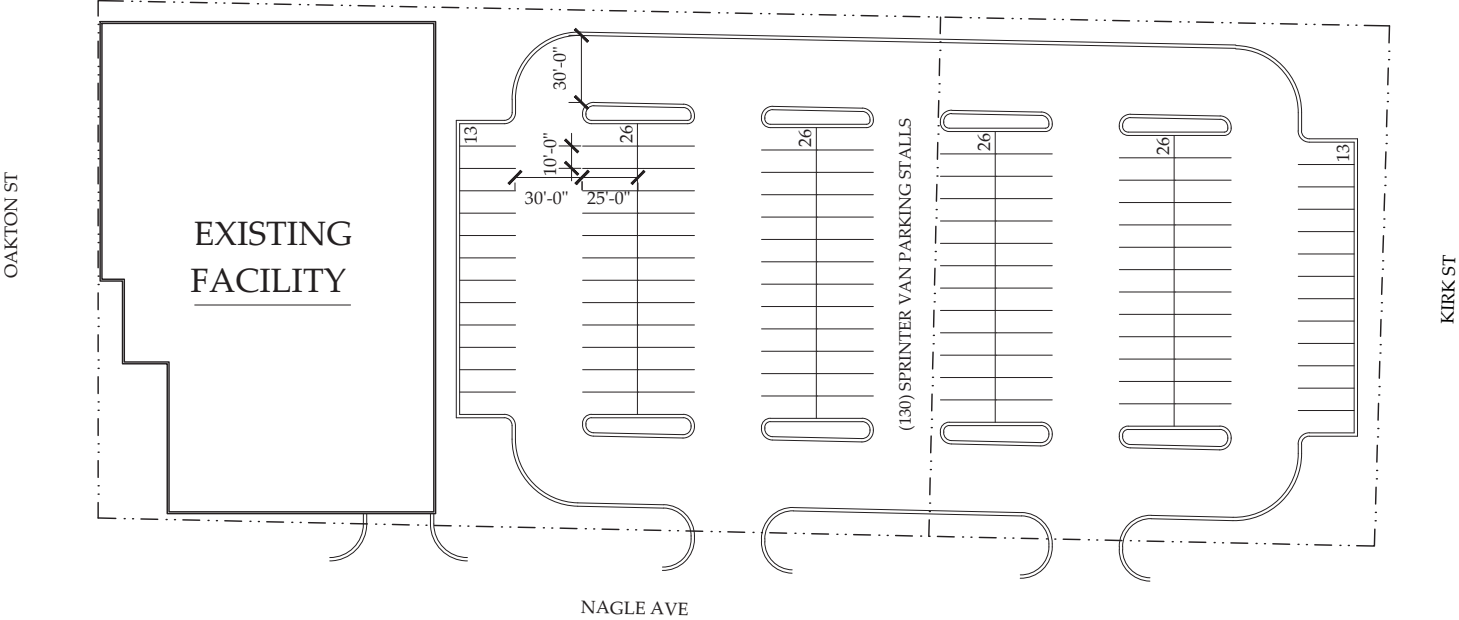 OAKTON ST
EXISTING
FACILITY
13
30'-0"
10'-0"
30'-0"
25'-0"
26
26
(130) SPRINTER VAN PARKING STALLS
26
26
13
KIRK ST
NAGLE AVE